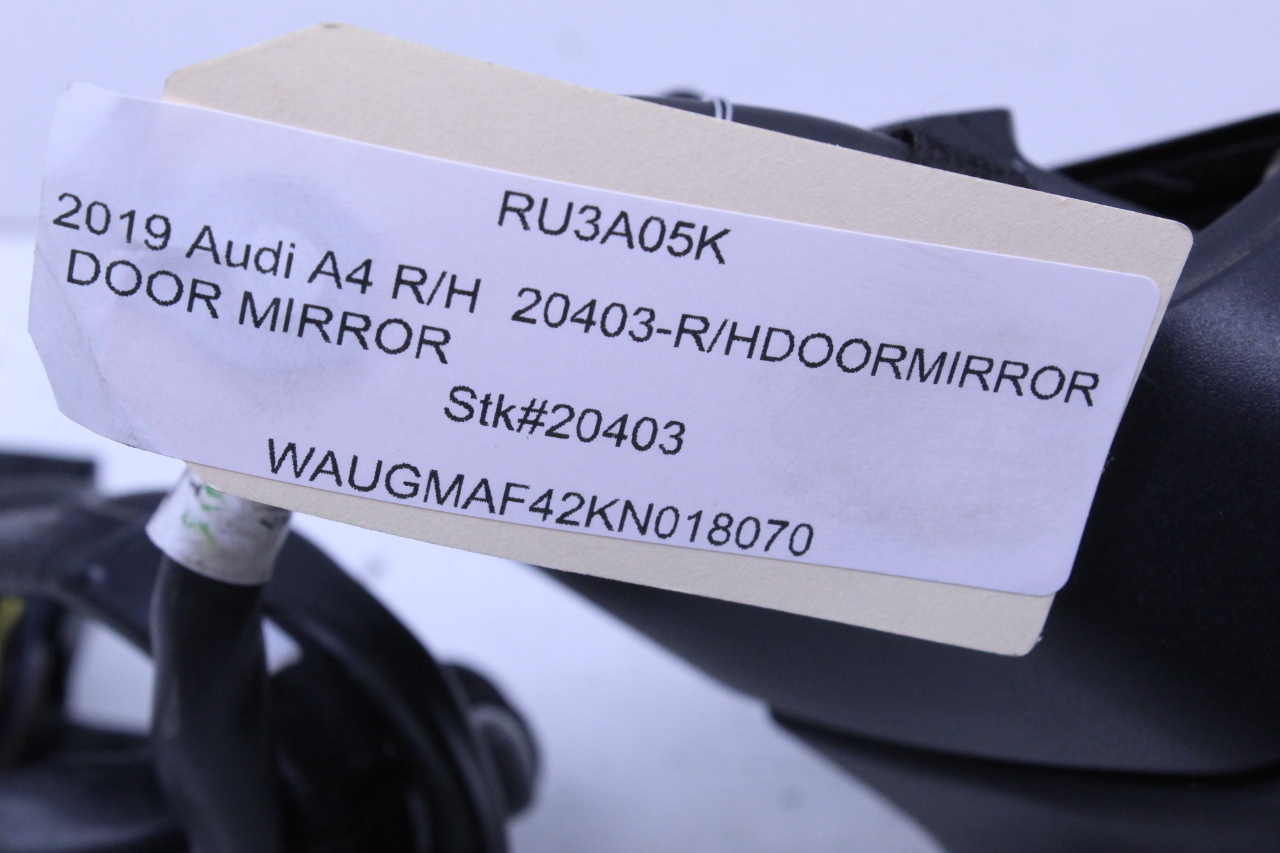 RU3A05K
2019 Audi A4 R/H
DOOR MIRROR
20403-R/HDOORMIRROR
Stk#20403
WAUGMAF42KN018070